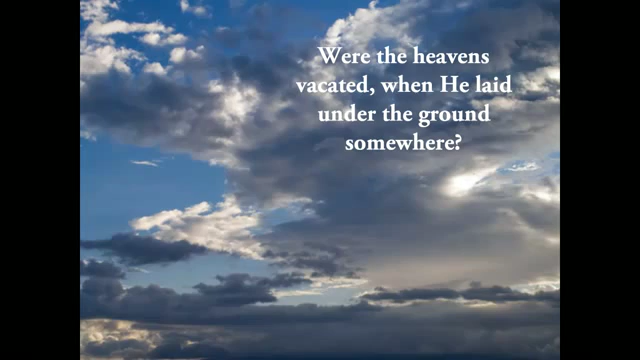 Were the heavens
vacated, when He laid
under the ground
somewhere?